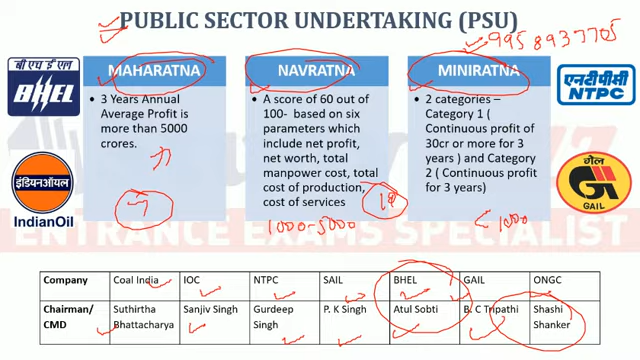 PUBLIC SECTOR UNDERTAKING (PSU)
9958937705
बी एच ई एल
BHEL
MAHARATNA
NAVRATNA
MINIRATNA
एनटीपीसी
NTPC
• 3 Years Annual
Average Profit is
more than 5000
crores.
• A score of 60 out of
100- based on six
parameters which
include net profit,
net worth, total
manpower cost, total
cost of production,
cost of services
• 2 categories –
Category 1 (
Continuous profit of
30cr or more for 3
years ) and Category
2 ( Continuous profit
for 3 years)
इंडियनऑयल
IndianOil
गेल
GAIL
7
1000-5000
< 1000
ENTRANCE EXAMS SPECIALIST
Company Coal India IOC NTPC SAIL BHEL GAIL ONGC
Chairman/ Suthirtha Sanjiv Singh Gurdeep P. K Singh Atul Sobti B. C Tripathi Shashi
CMD Bhattacharya Singh Shanker